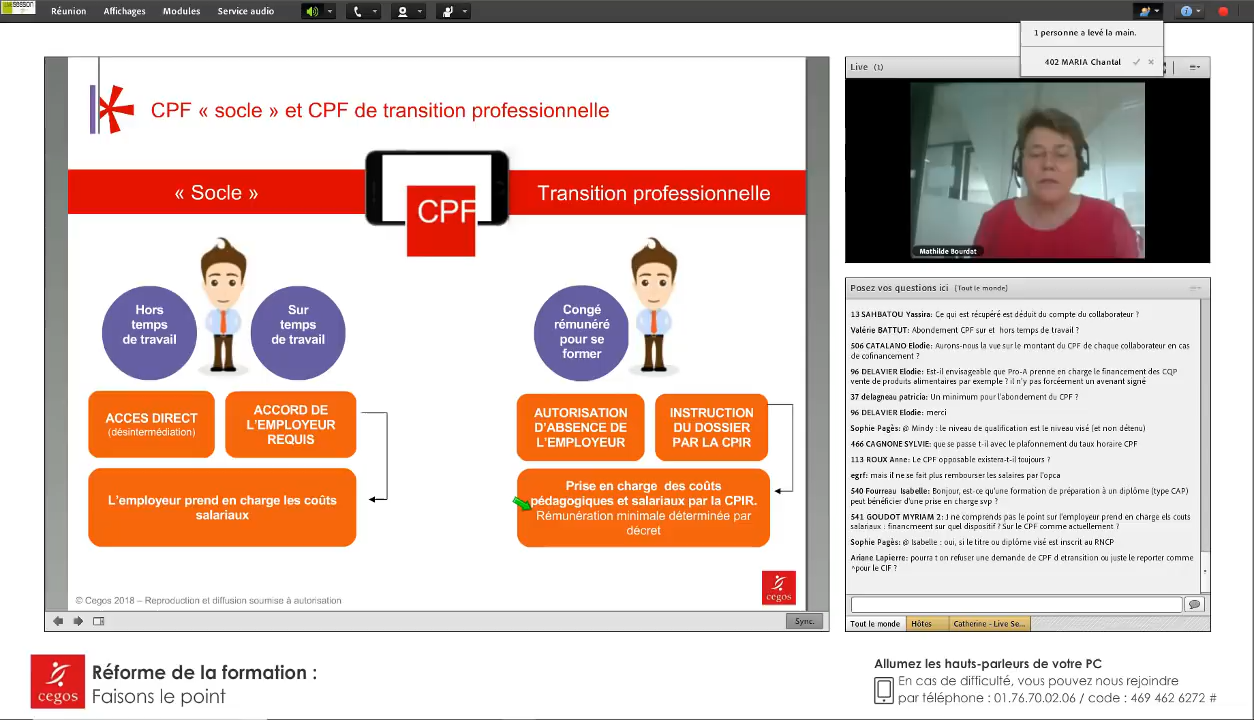 session
Réunion
Affichages
Modules
Service audio
1 personne a levé la main.
402 MARIA Chantal
CPF « socle » et CPF de transition professionnelle
« Socle »
CPF
Transition professionnelle
Hors
temps
de travail
Sur
temps
de travail
Congé
rémunéré
pour se
former
ACCES DIRECT
(désintermédiation)
ACCORD DE
L'EMPLOYEUR
REQUIS
AUTORISATION
D'ABSENCE DE
L'EMPLOYEUR
INSTRUCTION
DU DOSSIER
PAR LA CPIR
L'employeur prend en charge les coûts
salariaux
Prise en charge des coûts
pédagogiques et salariaux par la CPIR.
Rémunération minimale déterminée par
décret
© Cegos 2018 – Reproduction et diffusion soumise à autorisation
cegos
Sync.
Live (1)
Mathilde Bourdat
Posez vos questions ici (Tout le monde)
13 SAHBATOU Yassira: Ce qui est récupéré est déduit du compte du collaborateur ?
Valérie BATTUT: Abondement CPF sur et hors temps de travail ?
506 CATALANO Elodie: Aurons-nous la vue sur le montant du CPF de chaque collaborateur en cas
de cofinancement ?
96 DELAVIER Elodie: Est-il envisageable que Pro-A prenne en charge le financement des CQP
vente de produits alimentaires par exemple ? il n'y pas forcéement un avenant signé
37 delagneau patricia: Un minimum pour l'abondement du CPF ?
96 DELAVIER Elodie: merci
Sophie Pagès: @ Mindy : le niveau de qualification est le niveau visé (et non détenu)
466 CAGNONE SYLVIE: que se passe t-il avec le plafonnement du taux horaire CPF
113 ROUX Anne: Le CPF opposable existera-t-il toujours ?
egrf: mais il ne se fait plus rembourser les salaires par l'opca
540 Fourreau Isabelle: Bonjour, est-ce qu'une formation de préparation à un diplôme (type CAP)
peut bénéficier d'une prise en charge svp ?
541 GOUDOT MYRIAM 2: J ne comprends pas le point sur l'employeur prend en charge els couts
salariaux : financmeent sur quel dispositif ? Sur le CPF comme actuellement ?
Sophie Pagès: @ Isabelle : oui, si le titre ou diplôme visé est inscrit au RNCP
Ariane Lapierre: pourra t on refuser une demande de CPF d etransition ou juste le reporter comme
^pour le CIF ?
Tout le monde
Hôtes
Catherine - Live Se...
cegos
Réforme de la formation :
Faisons le point
Allumez les hauts-parleurs de votre PC
En cas de difficulté, vous pouvez nous rejoindre
par téléphone : 01.76.70.02.06 / code : 469 462 6272 #